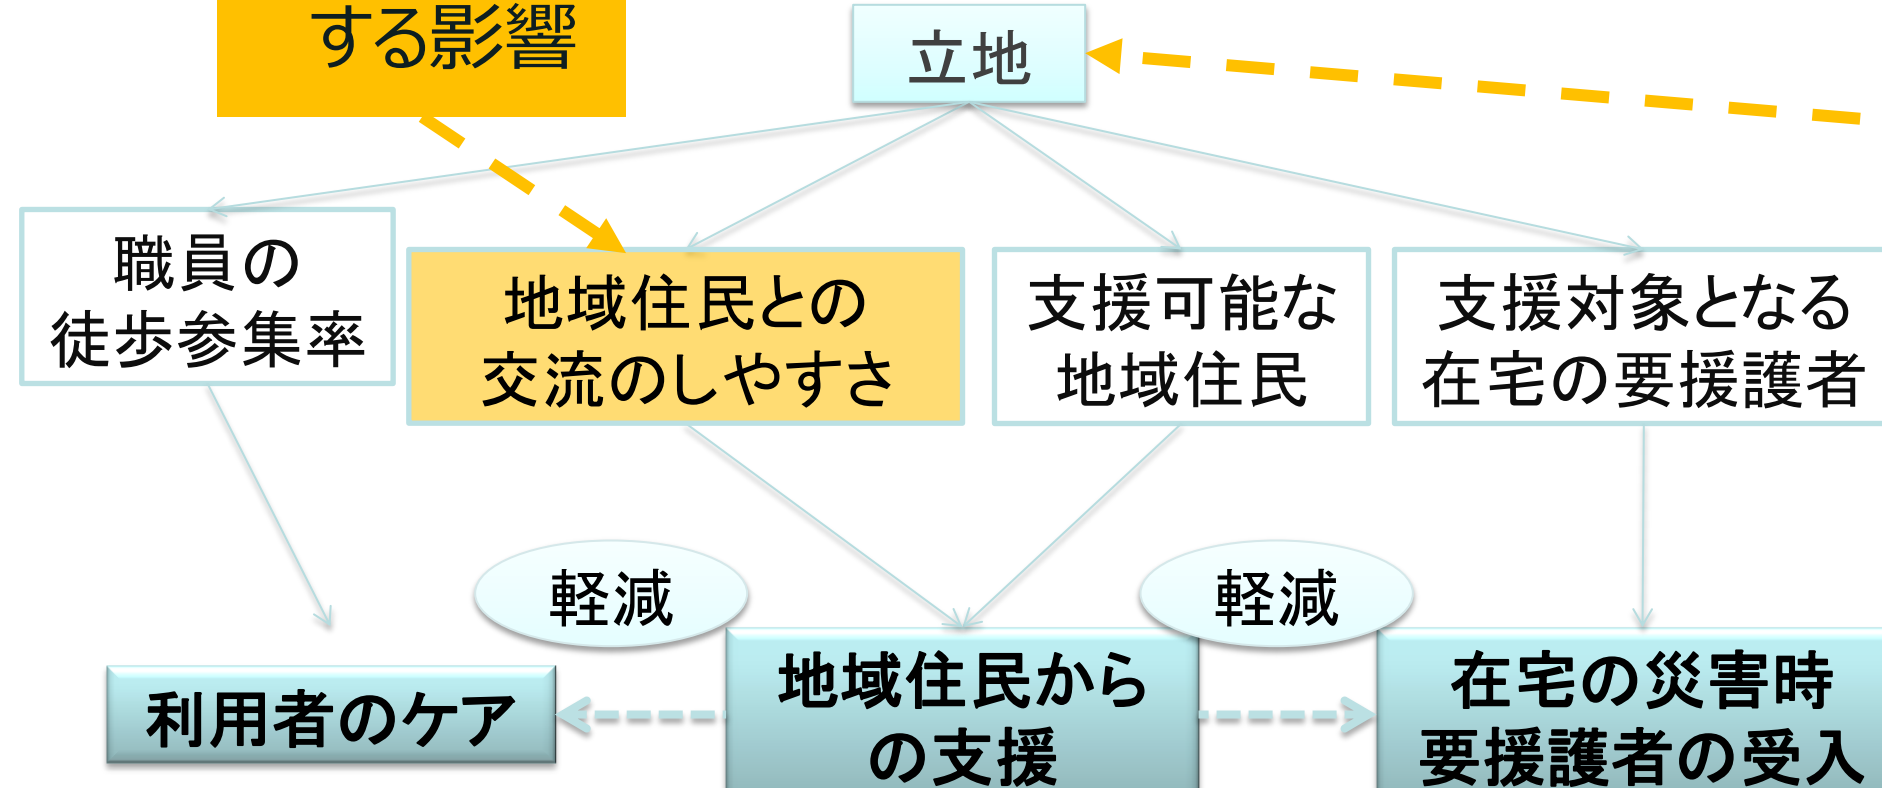 する影響
立地
職員の
徒歩参集率
地域住民との
交流のしやすさ
支援可能な
地域住民
支援対象となる
在宅の要援護者
軽減
軽減
利用者のケア
地域住民から
の支援
在宅の災害時
要援護者の受入